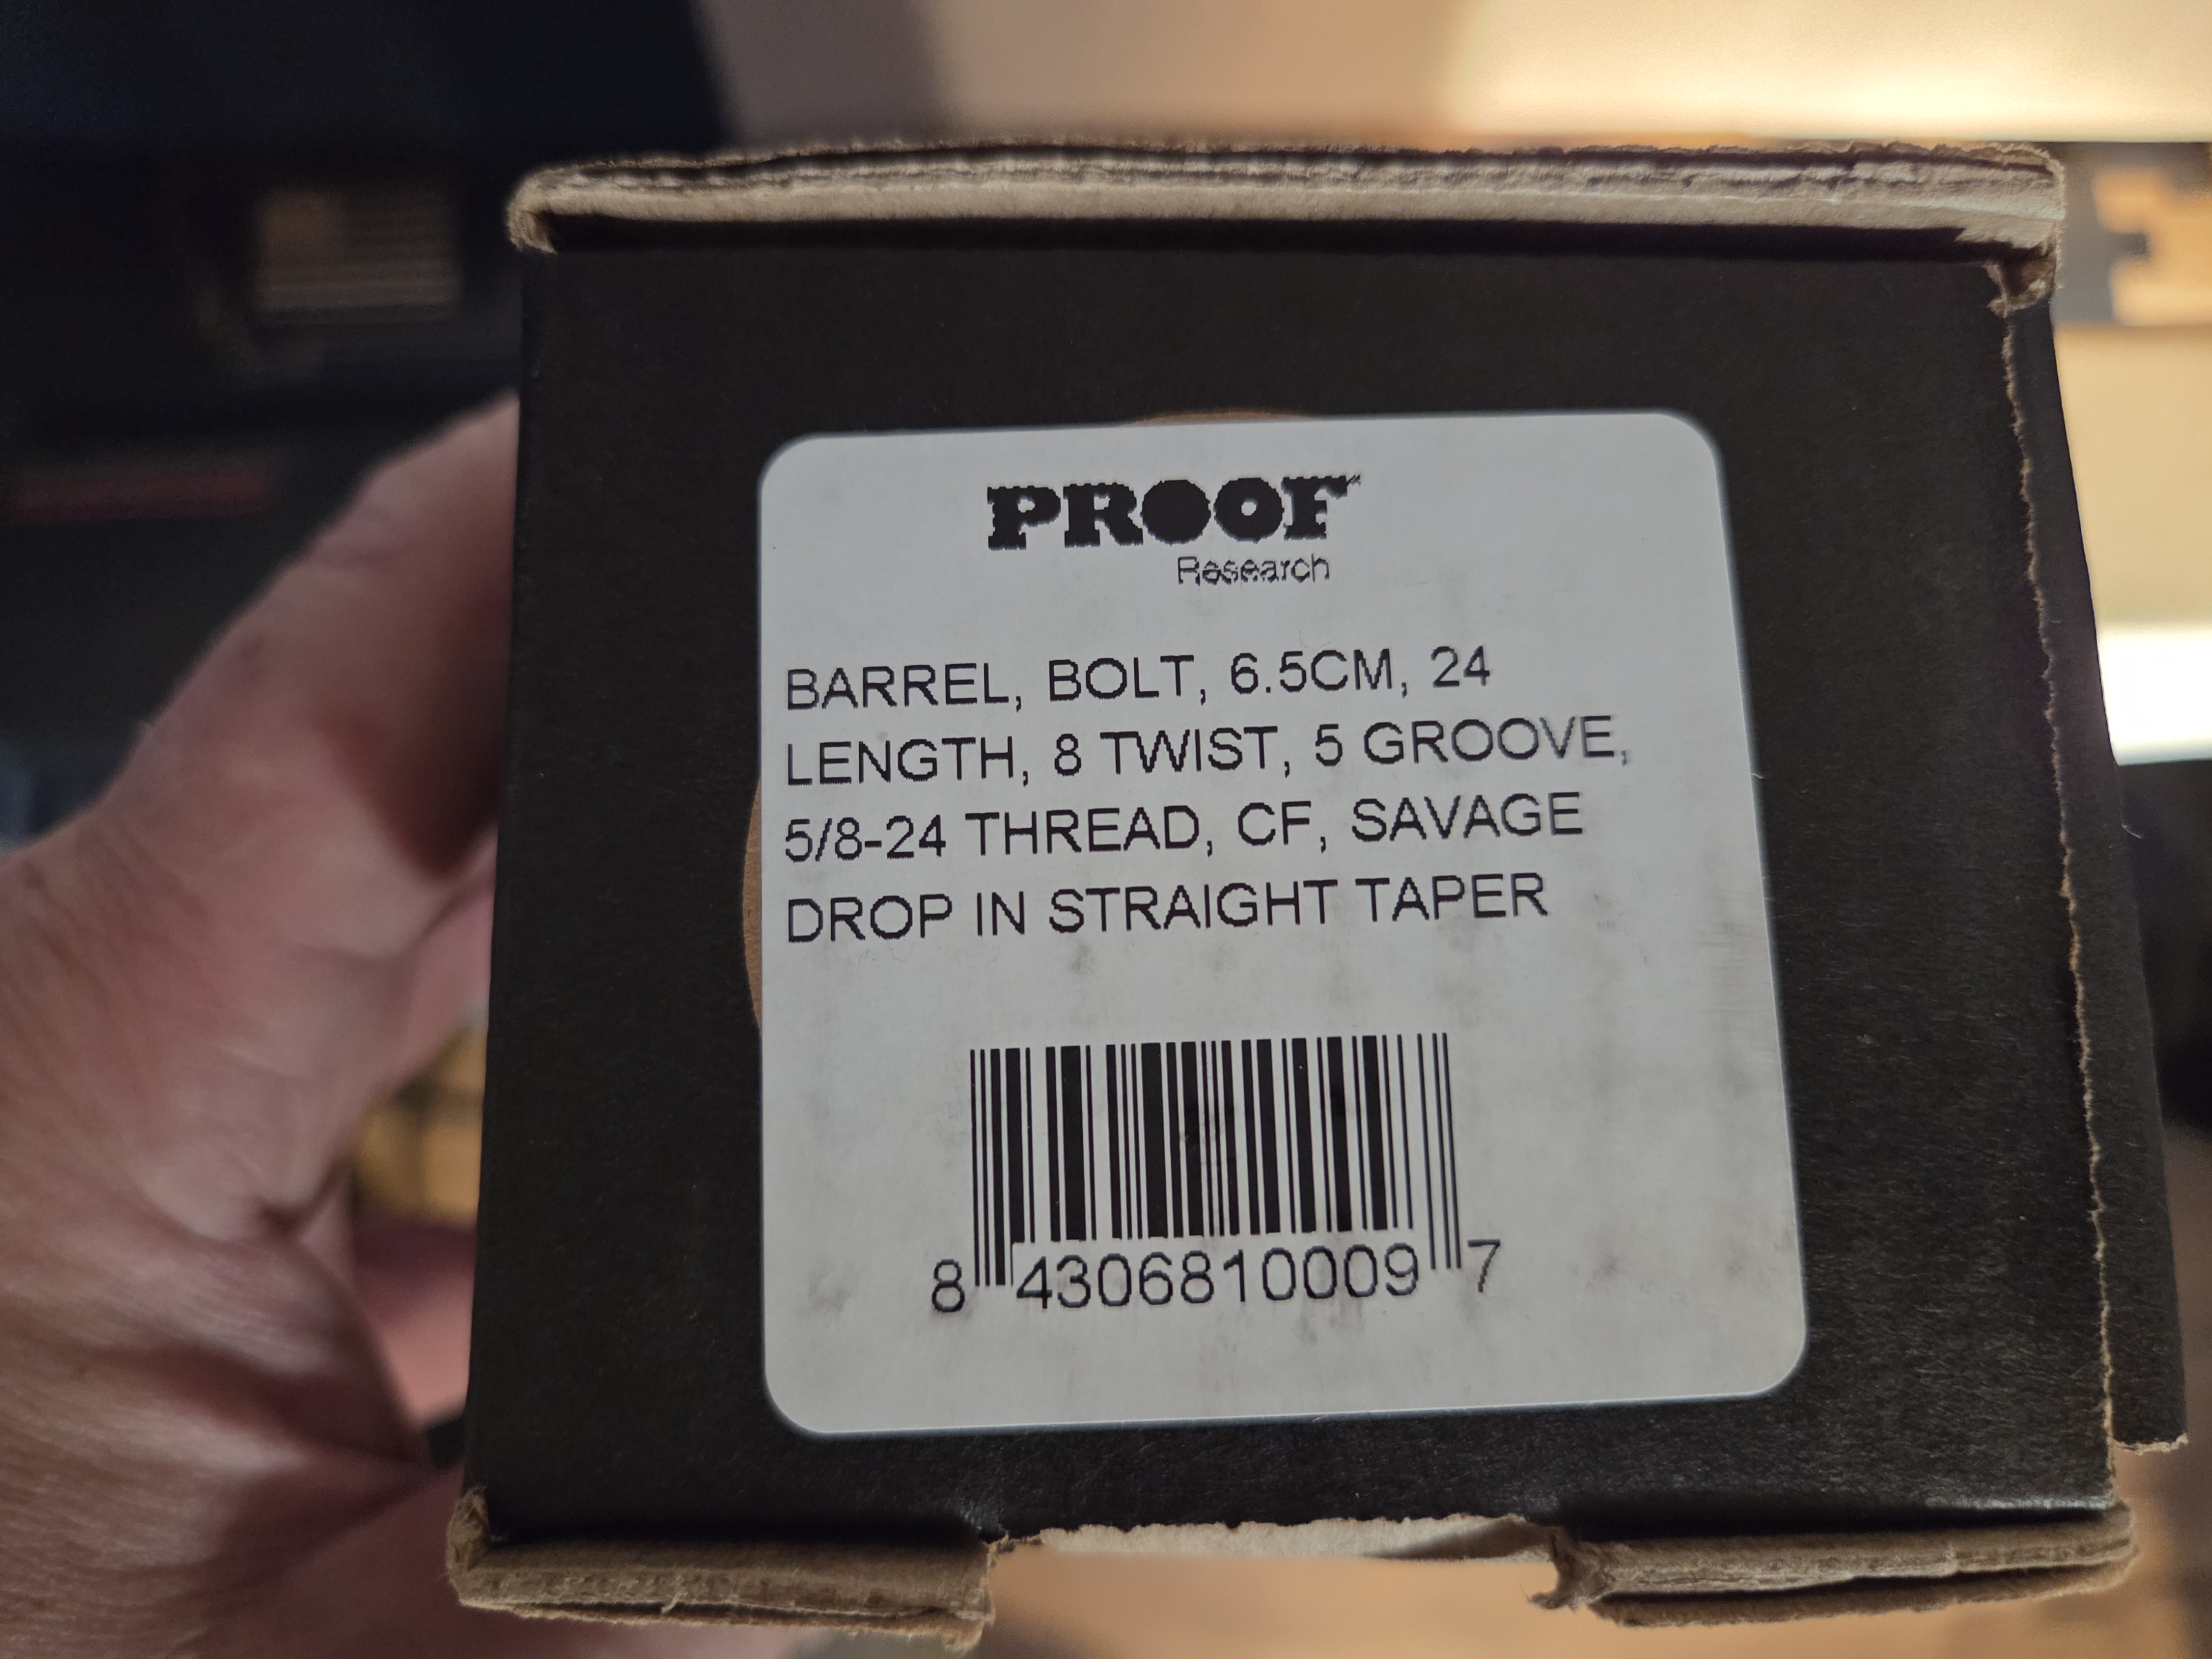 PROOF
Research
BARREL, BOLT, 6.5CM, 24
LENGTH, 8 TWIST, 5 GROOVE,
5/8-24 THREAD, CF, SAVAGE
DROP IN STRAIGHT TAPER
8 4306810009 7